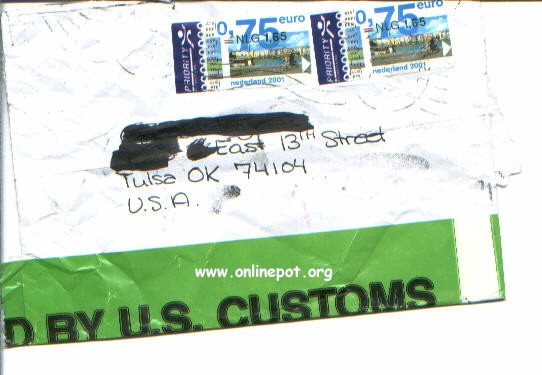 PRIORITY
0,75 euro
= NLG 1,65
nederland 2001
PRIORITY
0,75 euro
= NLG 1,65
nederland 2001
East 13TH Street
Tulsa OK 74104
U.S.A.
www.onlinepot.org
D BY U.S. CUSTOMS